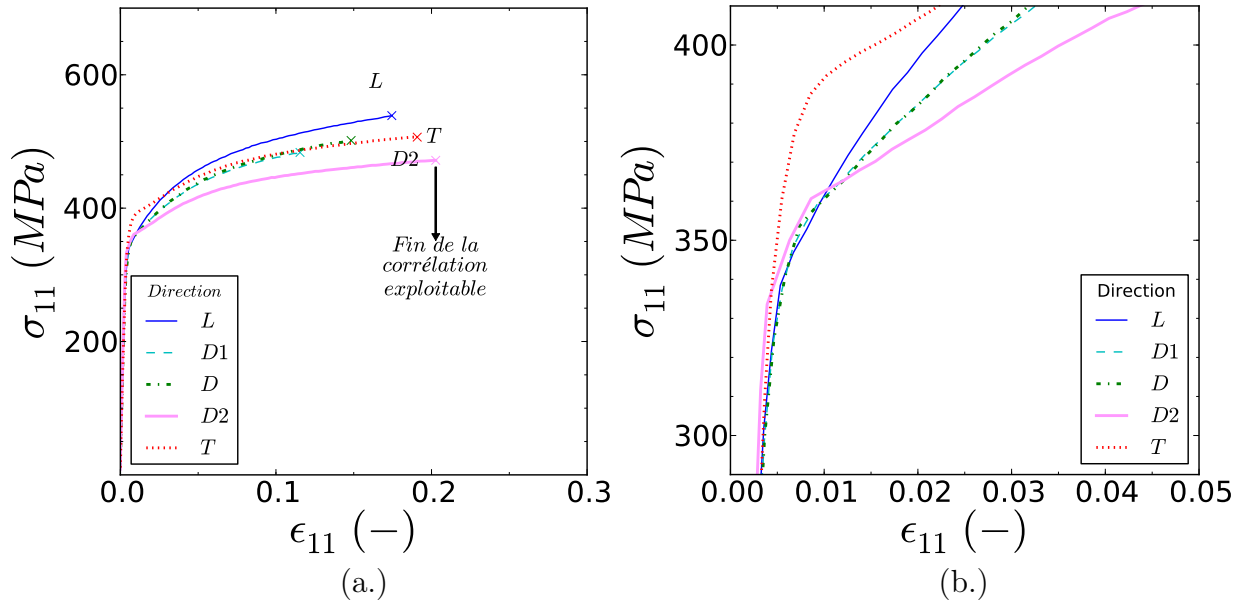 600
400
200
σ11 (MPa)
L
T
D2
Fin de la
corrélation
exploitable
Direction
L
D1
D
D2
T
0.0 0.1 0.2 0.3
ϵ11 (−)
(a.)
400
350
300
σ11 (MPa)
Direction
L
D1
D
D2
T
0.00 0.01 0.02 0.03 0.04 0.05
ϵ11 (−)
(b.)